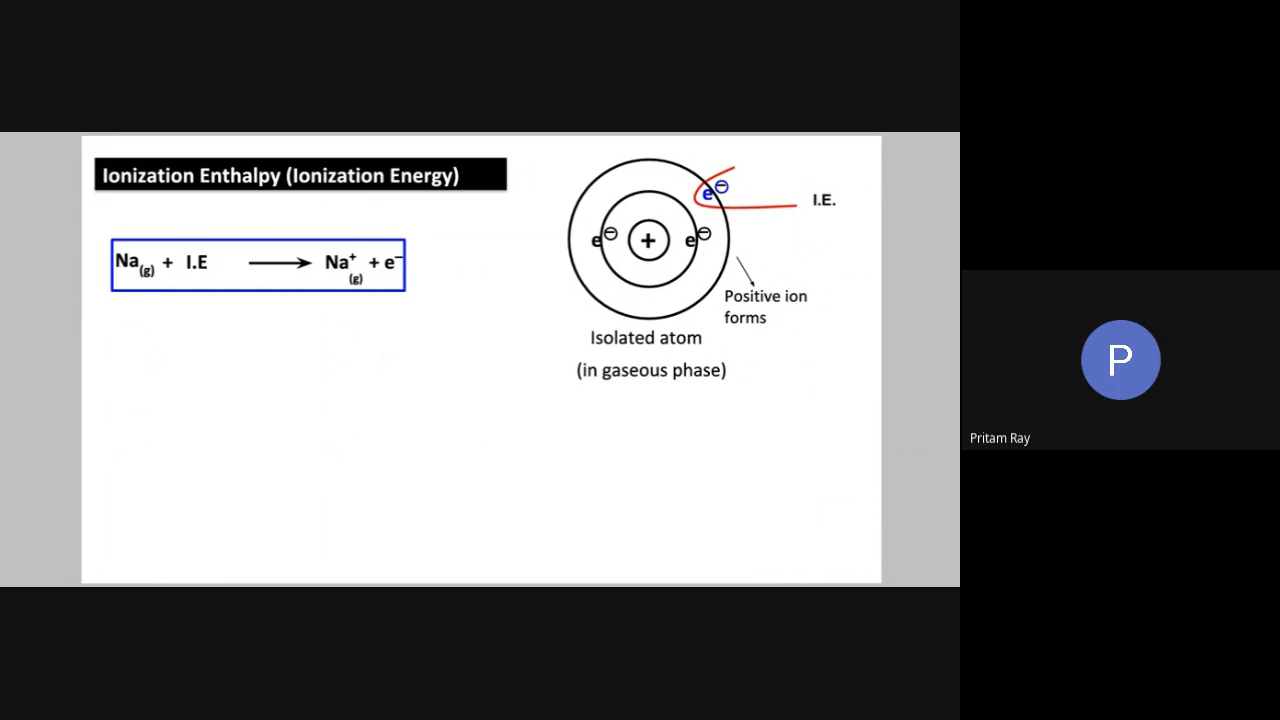 Ionization Enthalpy (Ionization Energy)
Na(g) + I.E ⟶ Na⁺(g) + e⁻
e⊖
I.E.
e⊖ + e⊖
Positive ion
forms
Isolated atom
(in gaseous phase)
P
Pritam Ray